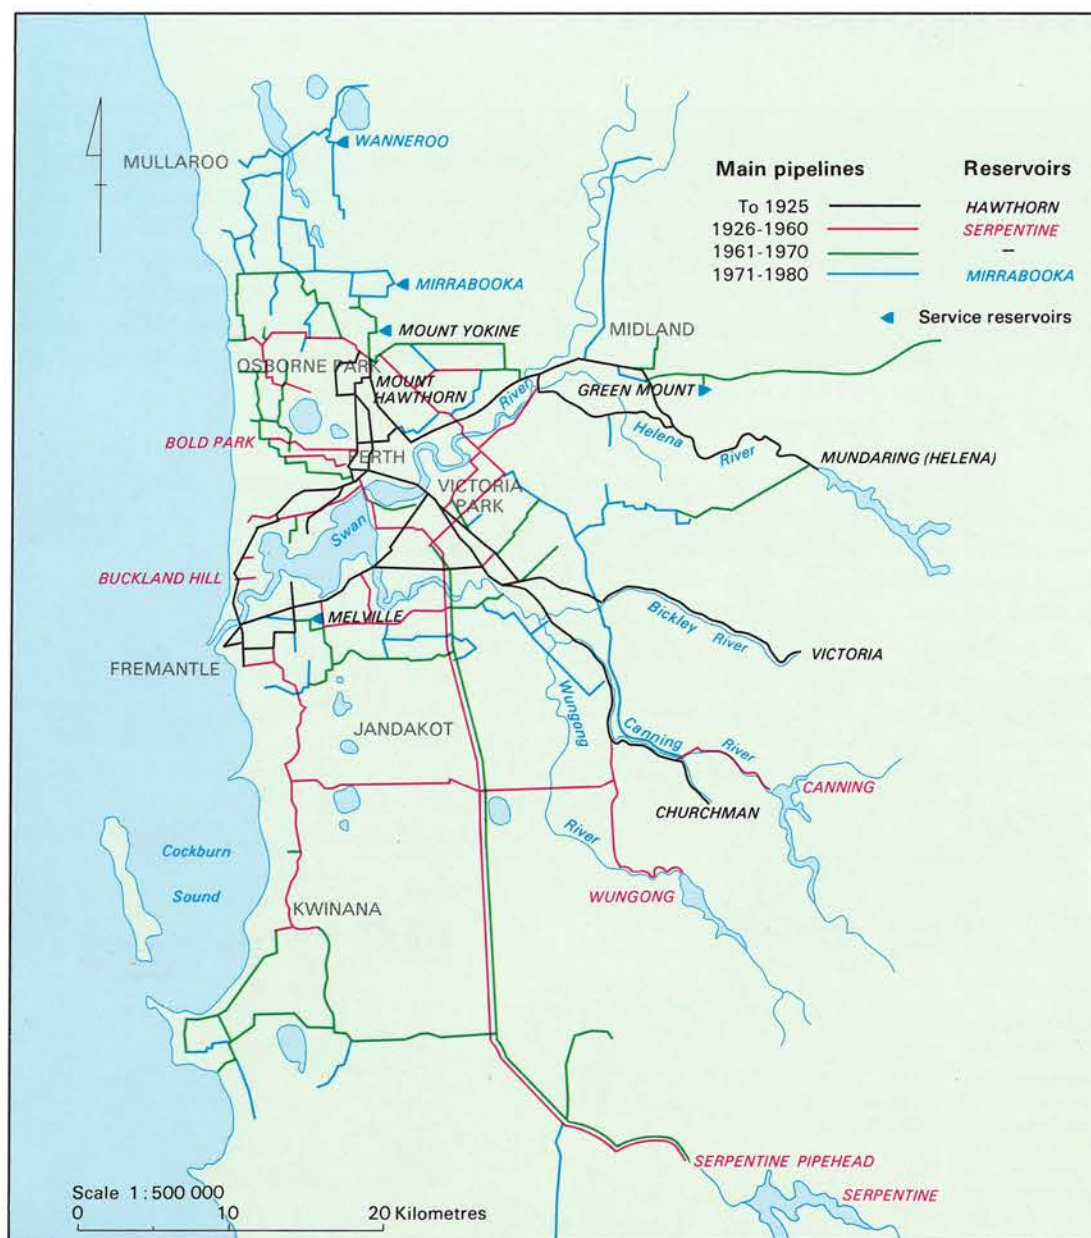 WANNEROO
MULLAROO
Main pipelines
Reservoirs
To 1925
HAWTHORN
1926-1960
SERPENTINE
1961-1970
–
1971-1980
MIRRABOOKA
Service reservoirs
MIRRABOOKA
MOUNT YOKINE
MIDLAND
OSBORNE PARK
MOUNT
HAWTHORN
River
GREEN MOUNT
BOLD PARK
Helena
River
PERTH
MUNDARING (HELENA)
VICTORIA
PARK
Swan
BUCKLAND HILL
MELVILLE
Bickley River
VICTORIA
FREMANTLE
Wungong
JANDAKOT
Canning
River
CANNING
CHURCHMAN
River
Cockburn
Sound
WUNGONG
KWINANA
SERPENTINE PIPEHEAD
SERPENTINE
Scale 1 : 500 000
0 10 20 Kilometres